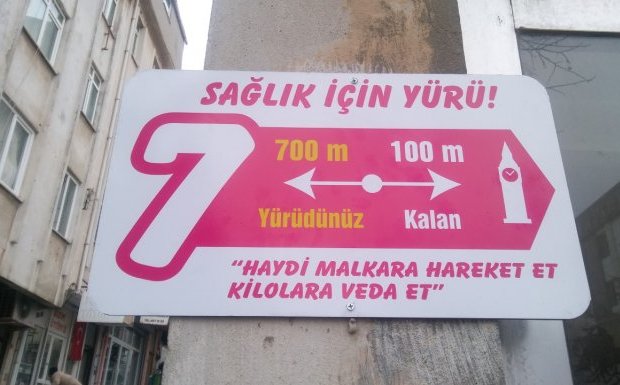 SAĞLIK İÇİN YÜRÜ!
7
700 m 100 m
Yürüdünüz Kalan
"HAYDİ MALKARA HAREKET ET
KİLOLARA VEDA ET"